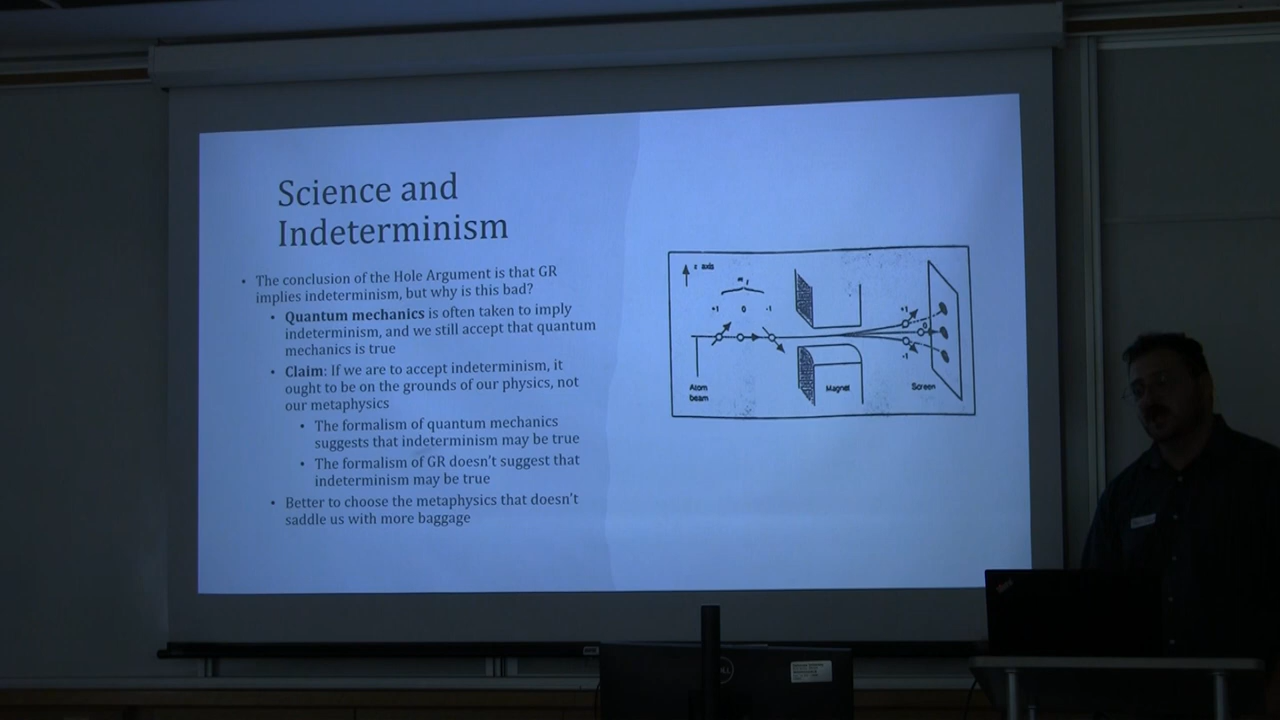 Science and
Indeterminism
• The conclusion of the Hole Argument is that GR
implies indeterminism, but why is this bad?
• Quantum mechanics is often taken to imply
indeterminism, and we still accept that quantum
mechanics is true
• Claim: If we are to accept indeterminism, it
ought to be on the grounds of our physics, not
our metaphysics
• The formalism of quantum mechanics
suggests that indeterminism may be true
• The formalism of GR doesn't suggest that
indeterminism may be true
• Better to choose the metaphysics that doesn't
saddle us with more baggage
z axis
+1 0 -1
+1
0
-1
Atom
beam
Magnet
Screen
DELL